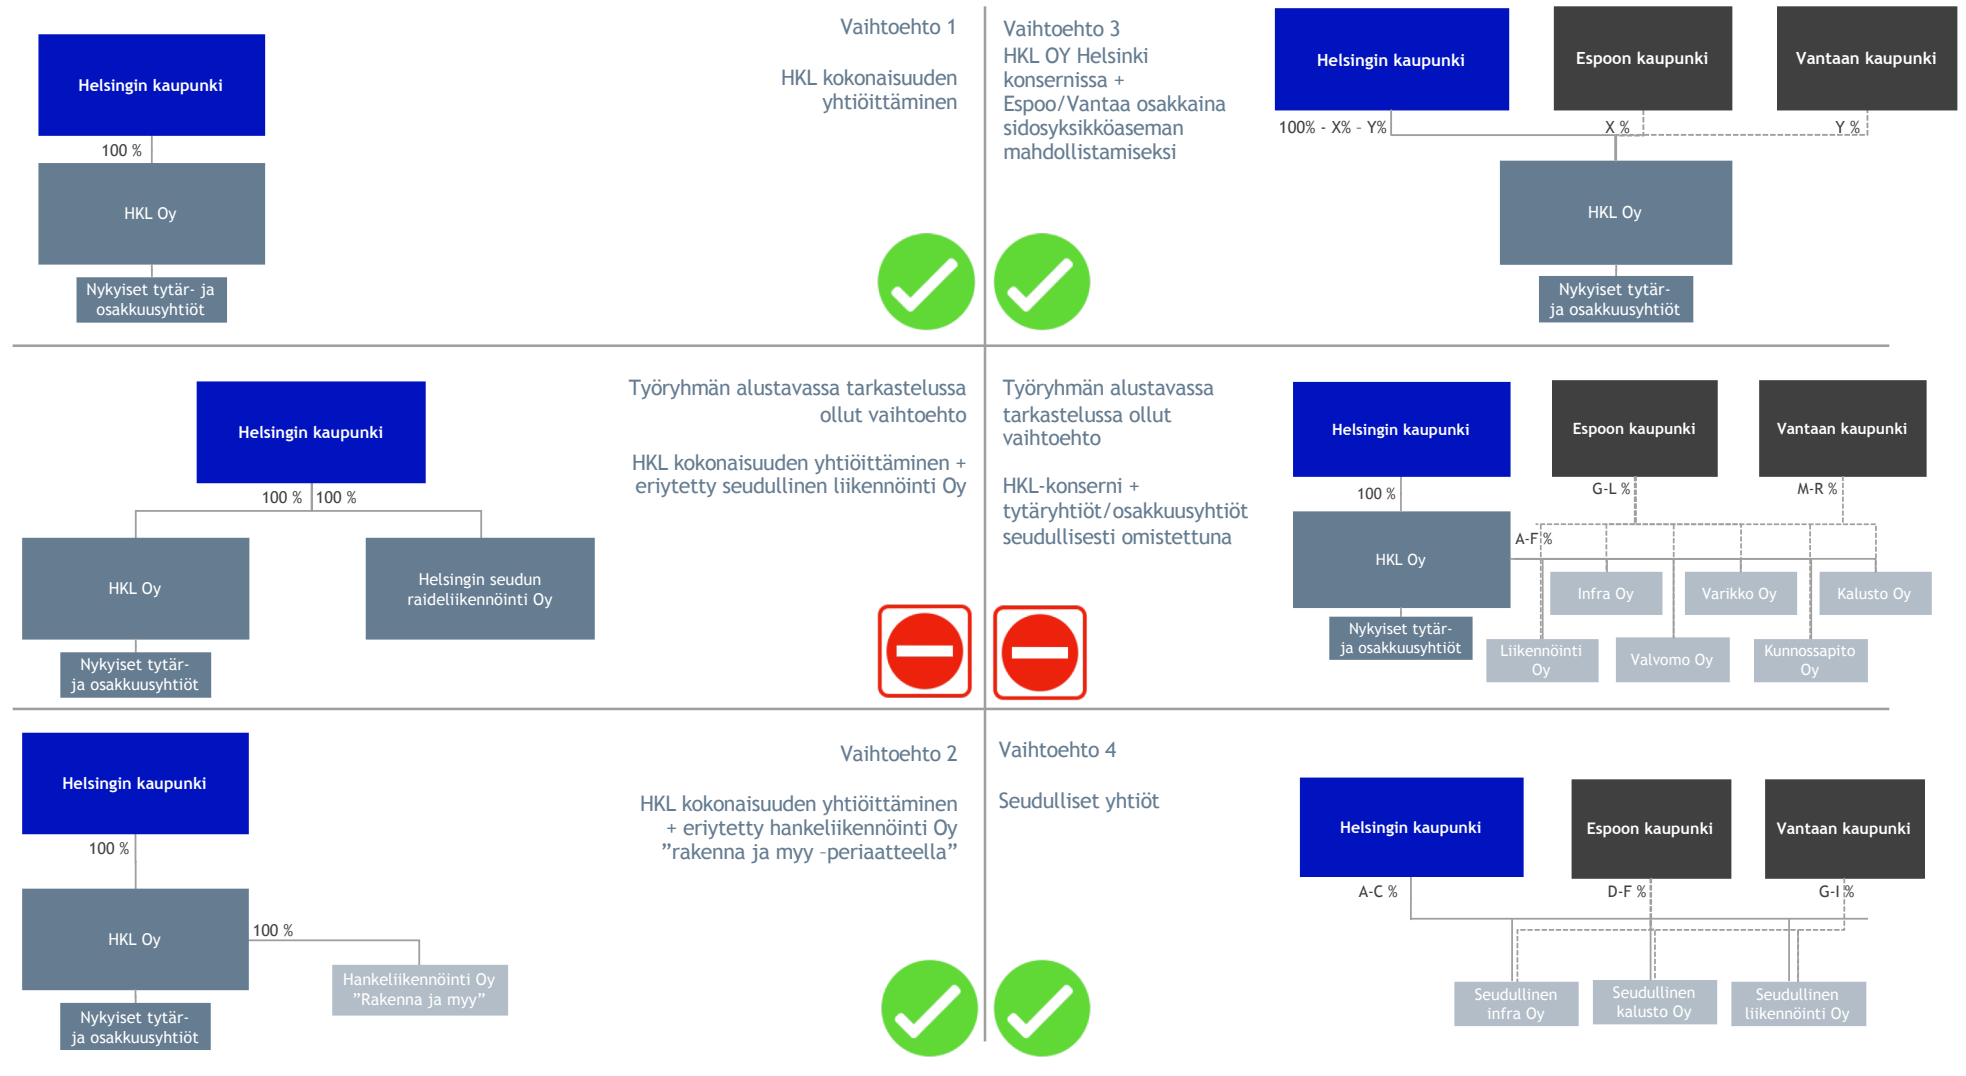 Helsingin kaupunki
100 %
HKL Oy
Nykyiset tytär- ja
osakkuusyhtiöt
Vaihtoehto 1
HKL kokonaisuuden
yhtiöittäminen
Vaihtoehto 3
HKL OY Helsinki
konsernissa +
Espoo/Vantaa osakkaina
sidosyksikköaseman
mahdollistamiseksi
Helsingin kaupunki
Espoon kaupunki
Vantaan kaupunki
100% - X% - Y%
X %
Y %
HKL Oy
Nykyiset tytär-
ja osakkuusyhtiöt
Helsingin kaupunki
100 %
100 %
HKL Oy
Helsingin seudun
raideliikennöinti Oy
Nykyiset tytär-
ja osakkuusyhtiöt
Työryhmän alustavassa tarkastelussa
ollut vaihtoehto
HKL kokonaisuuden yhtiöittäminen +
eriytetty seudullinen liikennöinti Oy
Työryhmän alustavassa
tarkastelussa ollut
vaihtoehto
HKL-konserni +
tytäryhtiöt/osakkuusyhtiöt
seudullisesti omistettuna
Helsingin kaupunki
Espoon kaupunki
Vantaan kaupunki
100 %
G-L %
M-R %
A-F %
HKL Oy
Infra Oy
Varikko Oy
Kalusto Oy
Nykyiset tytär-
ja osakkuusyhtiöt
Liikennöinti
Oy
Valvomo Oy
Kunnossapito
Oy
Helsingin kaupunki
100 %
HKL Oy
100 %
Hankeliikennöinti Oy
”Rakenna ja myy”
Nykyiset tytär-
ja osakkuusyhtiöt
Vaihtoehto 2
HKL kokonaisuuden yhtiöittäminen
+ eriytetty hankeliikennöinti Oy
”rakenna ja myy –periaatteella”
Vaihtoehto 4
Seudulliset yhtiöt
Helsingin kaupunki
Espoon kaupunki
Vantaan kaupunki
A-C %
D-F %
G-I %
Seudullinen
infra Oy
Seudullinen
kalusto Oy
Seudullinen
liikennöinti Oy